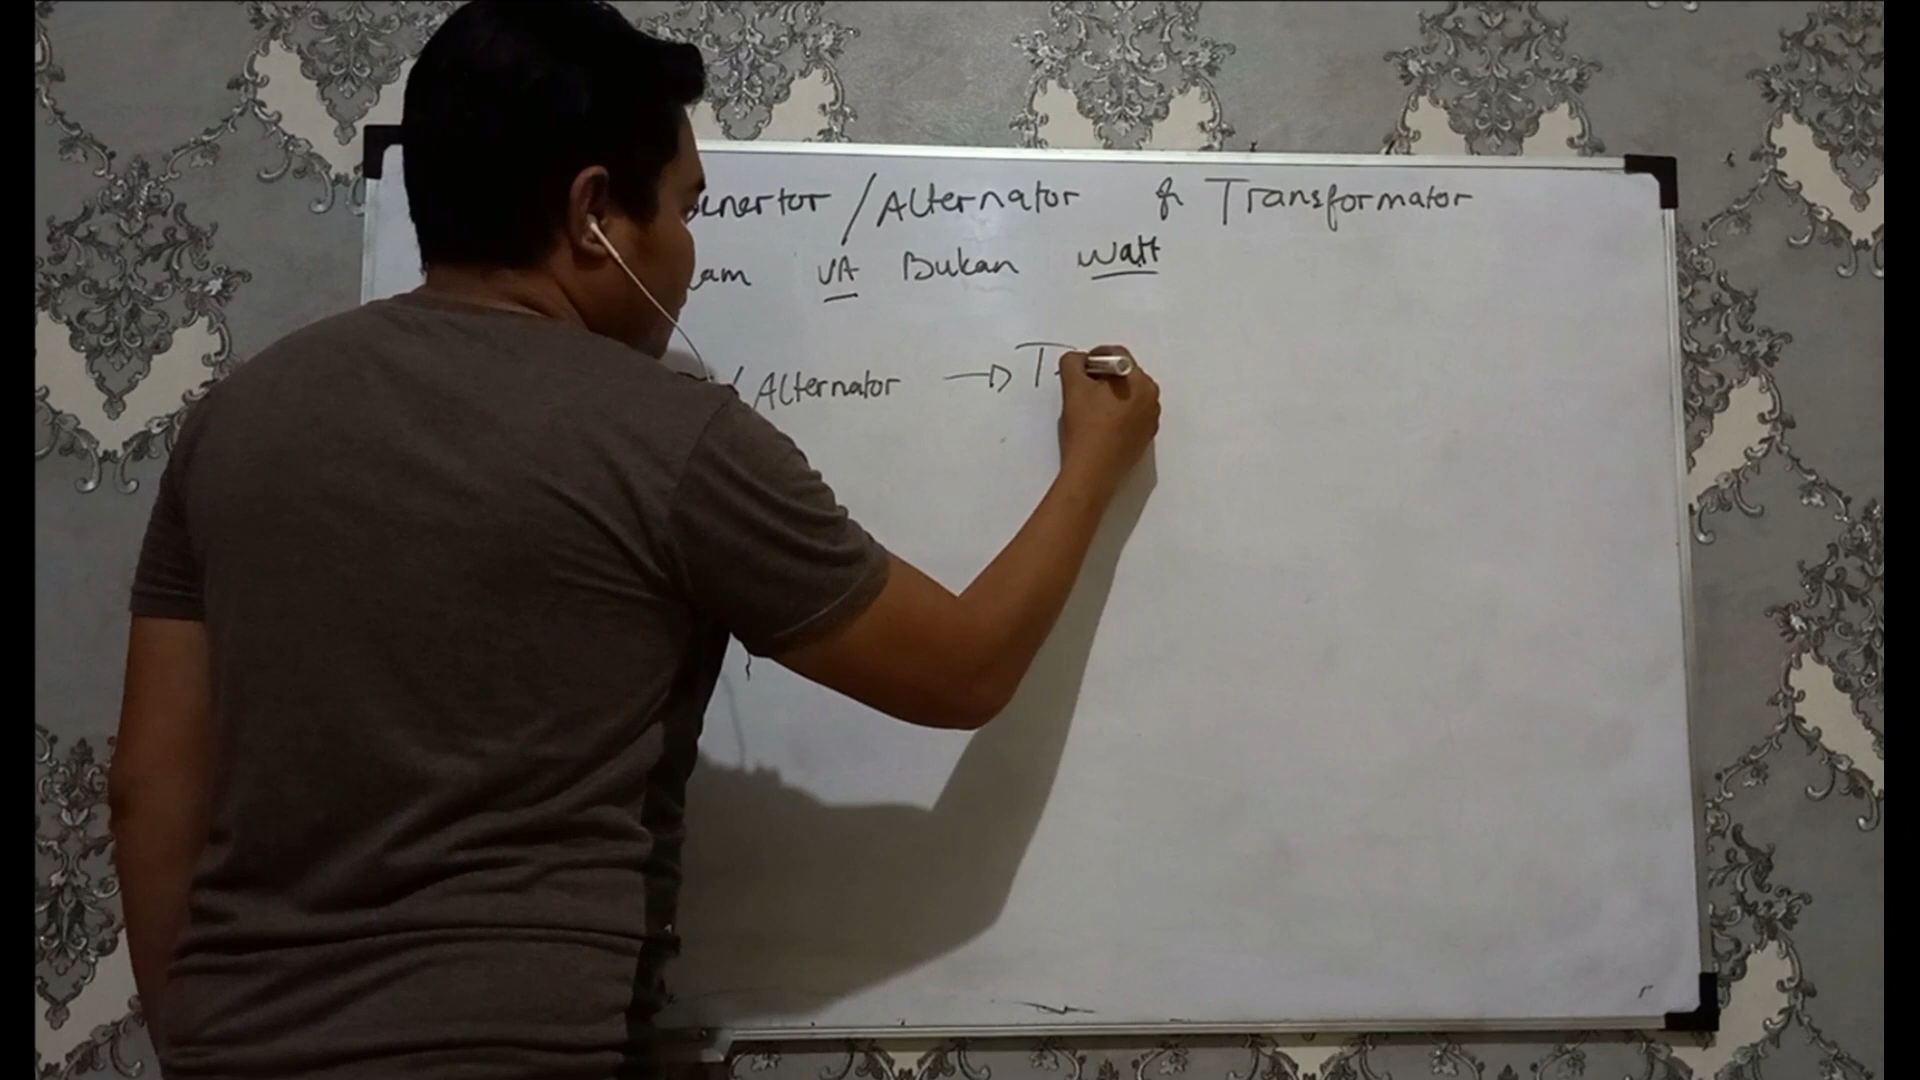 enertor / Alternator & Transformator
am VA Bukan Watt
/ Alternator → T